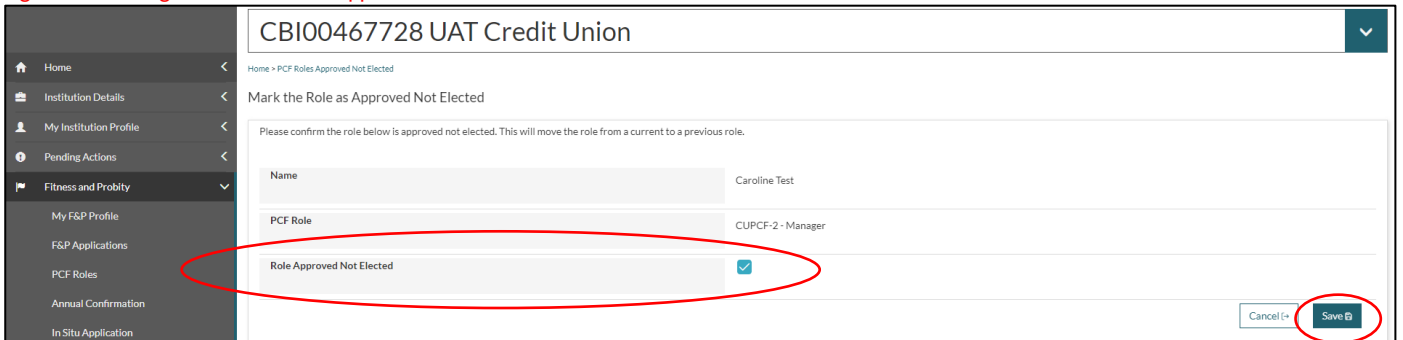 CBI00467728 UAT Credit Union
Home
Institution Details
My Institution Profile
Pending Actions
Fitness and Probity
My F&P Profile
F&P Applications
PCF Roles
Annual Confirmation
In Situ Application
Home > PCF Roles Approved Not Elected
Mark the Role as Approved Not Elected
Please confirm the role below is approved not elected. This will move the role from a current to a previous role.
Name Caroline Test
PCF Role CUPCF-2 - Manager
Role Approved Not Elected
Cancel Save